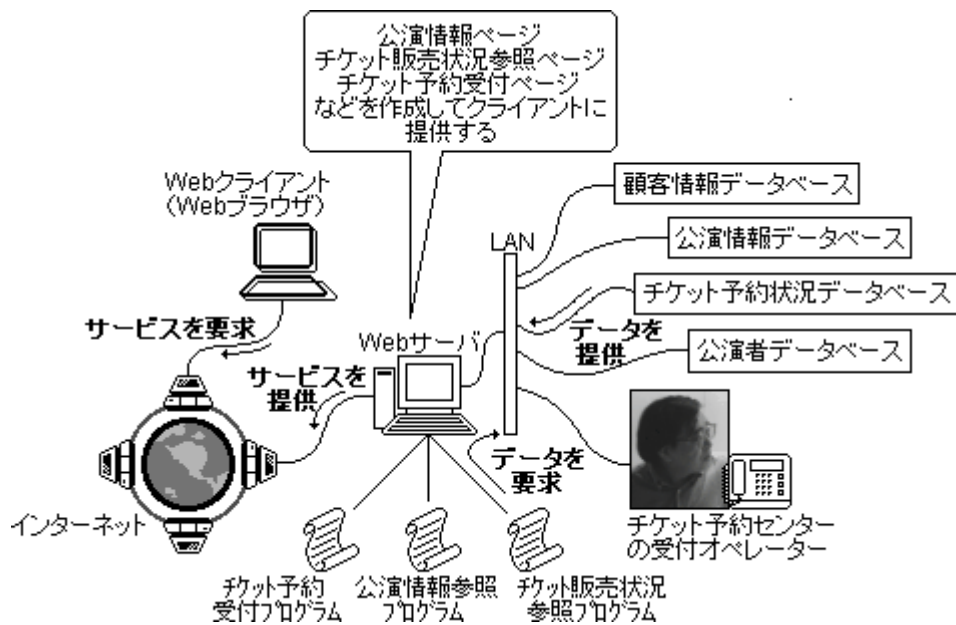 公演情報ページ
チケット販売状況参照ページ
チケット予約受付ページ
などを作成してクライアントに
提供する
Webクライアント
(Webブラウザ)
LAN
顧客情報データベース
公演情報データベース
チケット予約状況データベース
公演者データベース
サービスを要求
Webサーバ
データを
提供
サービスを
提供
データを
要求
インターネット
チケット予約センター
の受付オペレーター
チケット予約
受付プログラム
公演情報参照
プログラム
チケット販売状況
参照プログラム